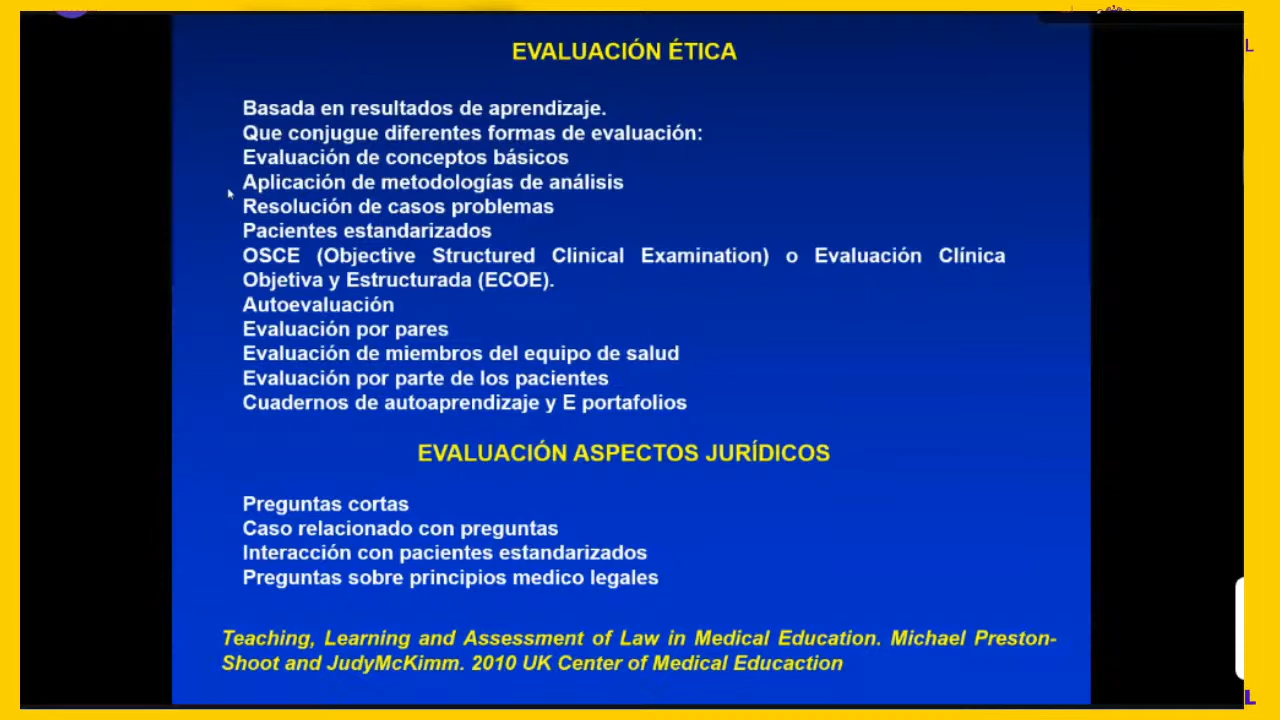 EVALUACIÓN ÉTICA
Basada en resultados de aprendizaje.
Que conjugue diferentes formas de evaluación:
Evaluación de conceptos básicos
Aplicación de metodologías de análisis
Resolución de casos problemas
Pacientes estandarizados
OSCE (Objective Structured Clinical Examination) o Evaluación Clínica
Objetiva y Estructurada (ECOE).
Autoevaluación
Evaluación por pares
Evaluación de miembros del equipo de salud
Evaluación por parte de los pacientes
Cuadernos de autoaprendizaje y E portafolios
EVALUACIÓN ASPECTOS JURÍDICOS
Preguntas cortas
Caso relacionado con preguntas
Interacción con pacientes estandarizados
Preguntas sobre principios medico legales
Teaching, Learning and Assessment of Law in Medical Education. Michael Preston-
Shoot and JudyMcKimm. 2010 UK Center of Medical Educaction
L
L